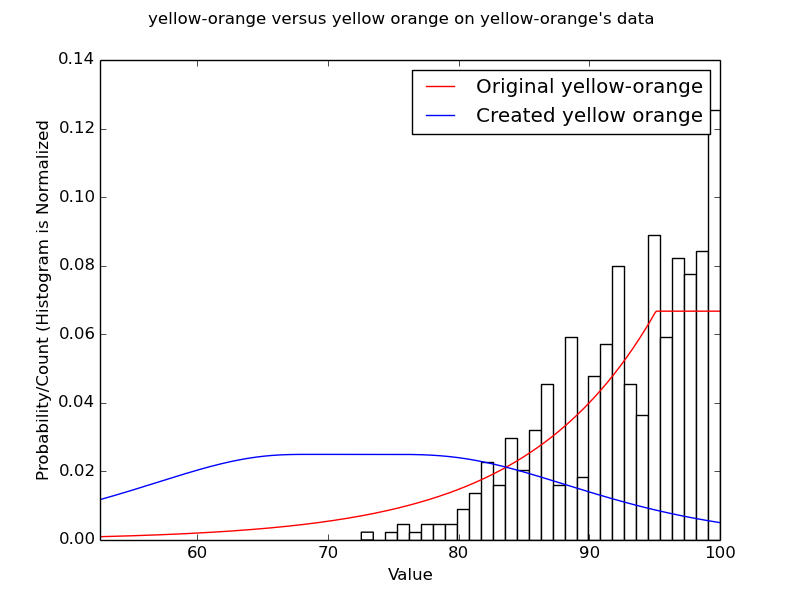 yellow-orange versus yellow orange on yellow-orange's data
Original yellow-orange
Created yellow orange
Probability/Count (Histogram is Normalized
0.14
0.12
0.10
0.08
0.06
0.04
0.02
0.00
60 70 80 90 100
Value